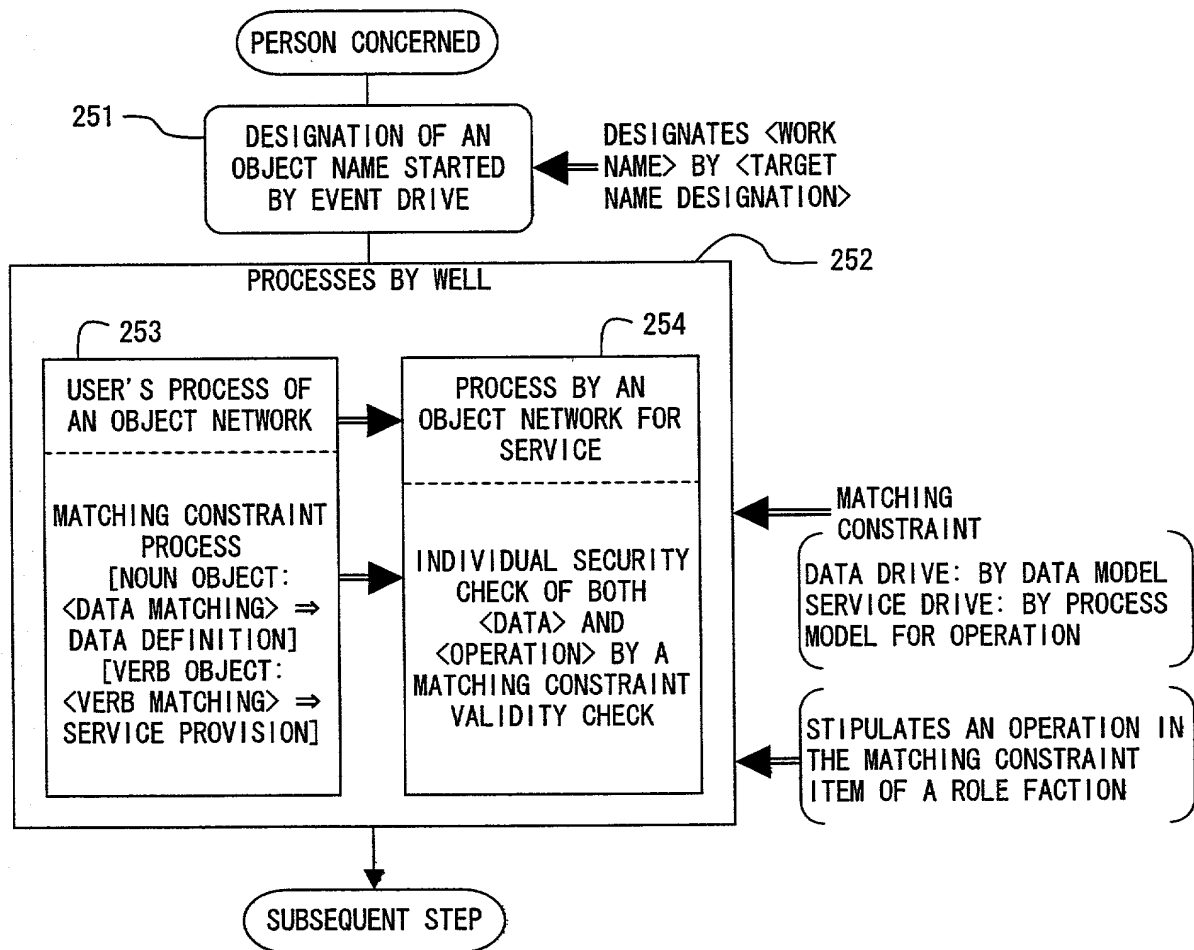 PERSON CONCERNED
251
DESIGNATION OF AN
OBJECT NAME STARTED
BY EVENT DRIVE
DESIGNATES <WORK
NAME> BY <TARGET
NAME DESIGNATION>
252
PROCESSES BY WELL
253
USER'S PROCESS OF
AN OBJECT NETWORK
MATCHING CONSTRAINT
PROCESS
[NOUN OBJECT:
<DATA MATCHING> ⇒
DATA DEFINITION]
[VERB OBJECT:
<VERB MATCHING> ⇒
SERVICE PROVISION]
254
PROCESS BY AN
OBJECT NETWORK FOR
SERVICE
INDIVIDUAL SECURITY
CHECK OF BOTH
<DATA> AND
<OPERATION> BY A
MATCHING CONSTRAINT
VALIDITY CHECK
MATCHING
CONSTRAINT
DATA DRIVE: BY DATA MODEL
SERVICE DRIVE: BY PROCESS
MODEL FOR OPERATION
STIPULATES AN OPERATION IN
THE MATCHING CONSTRAINT
ITEM OF A ROLE FACTION
SUBSEQUENT STEP